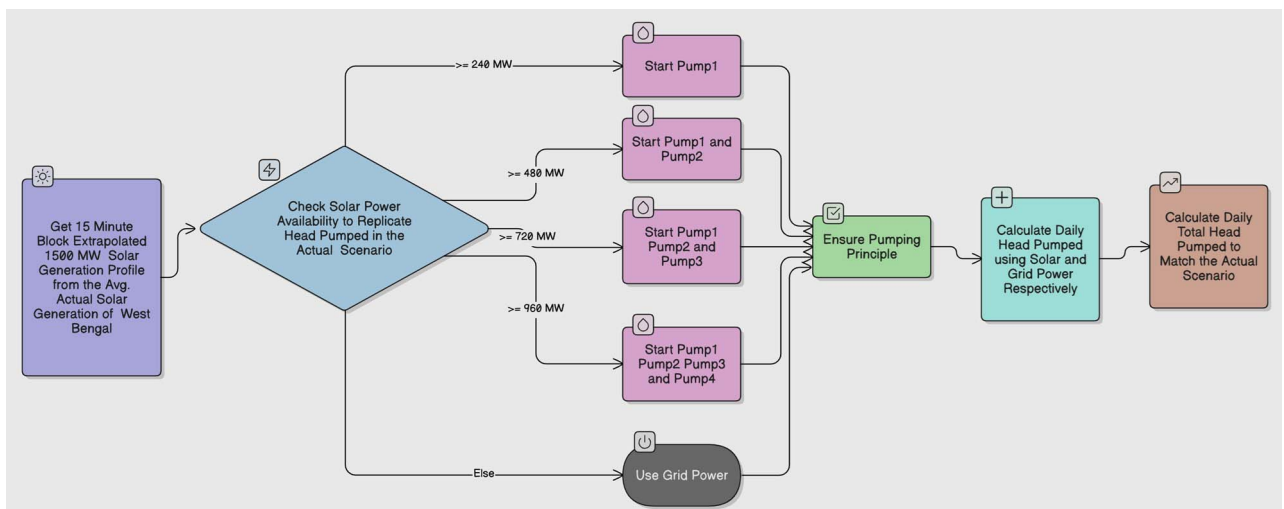 Get 15 Minute
Block Extrapolated
1500 MW Solar
Generation Profile
from the Avg.
Actual Solar
Generation of West
Bengal
Check Solar Power
Availability to Replicate
Head Pumped in the
Actual Scenario
>= 240 MW
>= 480 MW
>= 720 MW
>= 960 MW
Else
Start Pump1
Start Pump1 and
Pump2
Start Pump1
Pump2 and
Pump3
Start Pump1
Pump2 Pump3
and Pump4
Use Grid Power
Ensure Pumping
Principle
Calculate Daily
Head Pumped
using Solar and
Grid Power
Respectively
Calculate Daily
Total Head
Pumped to
Match the Actual
Scenario